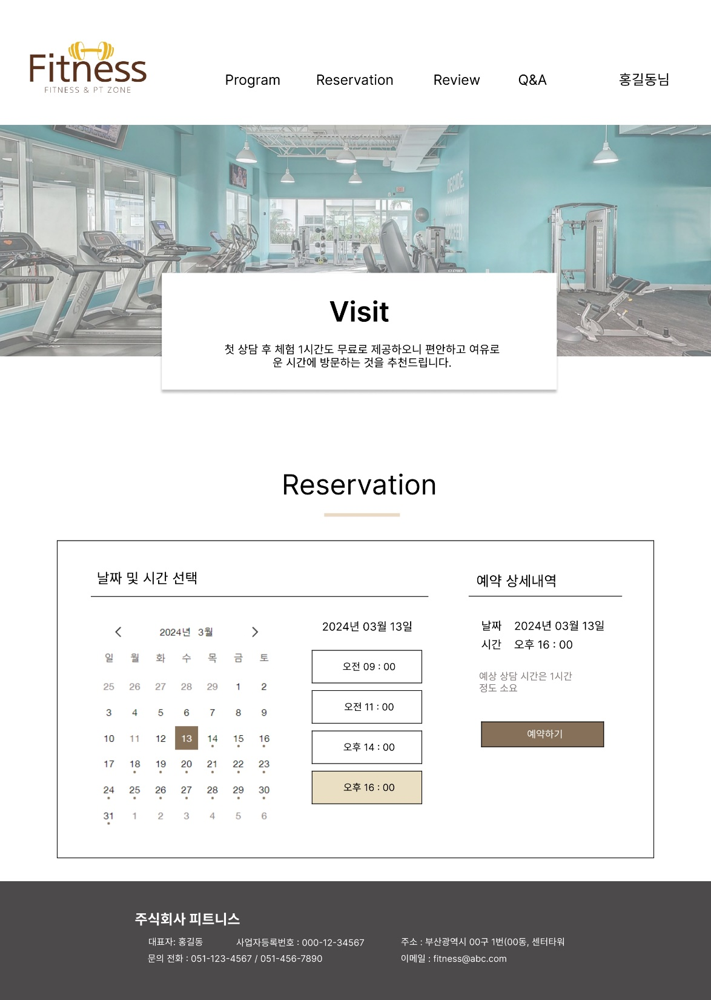 Fitness
FITNESS & PT ZONE
Program Reservation Review Q&A 홍길동님
DECIDE.
Visit
첫 상담 후 체험 1시간도 무료로 제공하오니 편안하고 여유로
운 시간에 방문하는 것을 추천드립니다.
Reservation
날짜 및 시간 선택
2024년 3월
일 월 화 수 목 금 토
25 26 27 28 29 1 2
3 4 5 6 7 8 9
10 11 12 13 14 15 16
17 18 19 20 21 22 23
24 25 26 27 28 29 30
31 1 2 3 4 5 6
2024년 03월 13일
오전 09 : 00
오전 11 : 00
오후 14 : 00
오후 16 : 00
예약 상세내역
날짜 2024년 03월 13일
시간 오후 16 : 00
예상 상담 시간은 1시간
정도 소요
예약하기
주식회사 피트니스
대표자: 홍길동 사업자등록번호 : 000-12-34567 주소 : 부산광역시 00구 1번(00동, 센터타워
문의 전화 : 051-123-4567 / 051-456-7890 이메일 : fitness@abc.com